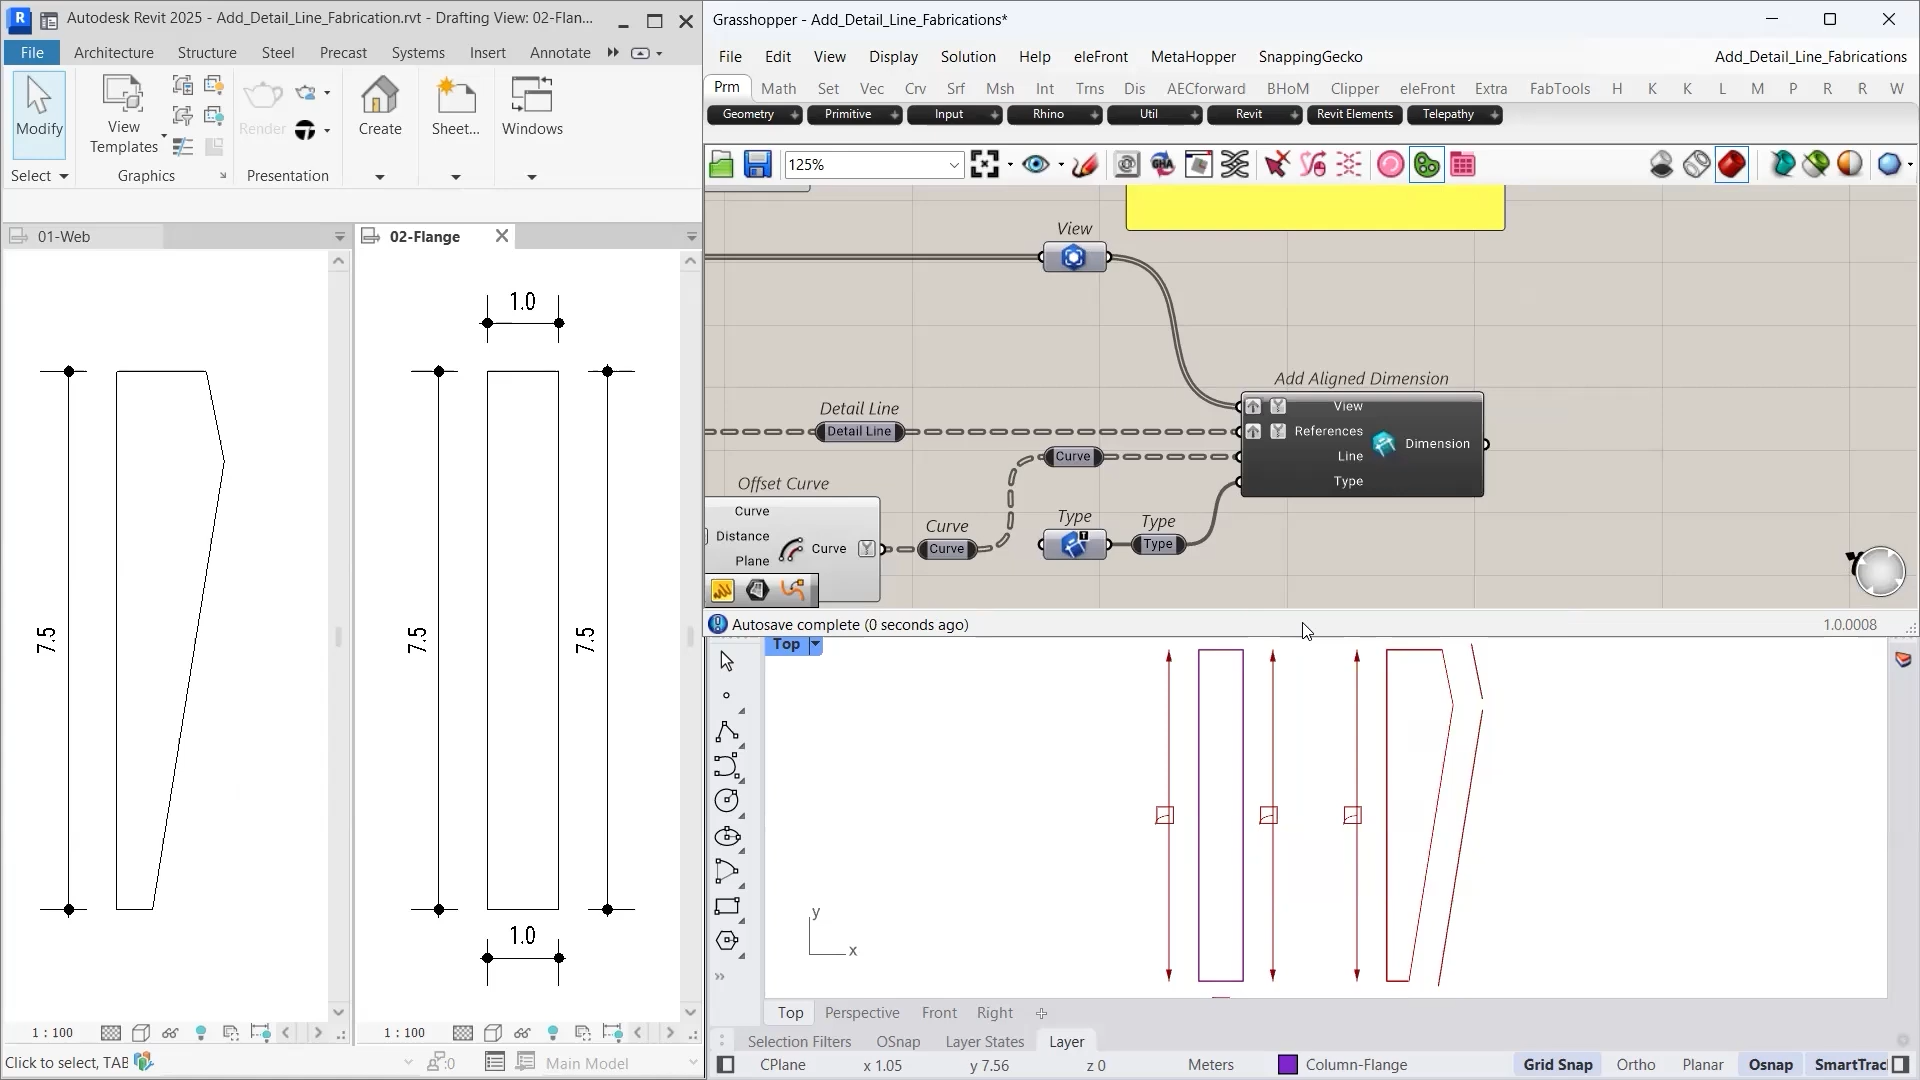 Autodesk Revit 2025 - Add_Detail_Line_Fabrication.rvt - Drafting View: 02-Flan...
File Architecture Structure Steel Precast Systems Insert Annotate
Modify
View Templates
Render
Create
Sheet...
Windows
Select
Graphics
Presentation
01-Web
02-Flange
7.5
1.0
7.5
7.5
1.0
1 : 100
1 : 100
Click to select, TAB
:0
Main Model
Grasshopper - Add_Detail_Line_Fabrications*
File Edit View Display Solution Help eleFront MetaHopper SnappingGecko
Add_Detail_Line_Fabrications
Prm Math Set Vec Crv Srf Msh Int Trns Dis AECforward BHoM Clipper eleFront Extra FabTools H K K L M P R R W
Geometry Primitive Input Rhino Util Revit Revit Elements Telepathy
125%
GHA
View
Add Aligned Dimension
View
References
Line
Type
Dimension
Detail Line
Detail Line
Curve
Offset Curve
Curve
Distance
Plane
Curve
Curve
Curve
Type
T
Type
Type
Autosave complete (0 seconds ago)
1.0.0008
Top
y
x
Top Perspective Front Right
Selection Filters OSnap Layer States Layer
CPlane x 1.05 y 7.56 z 0 Meters Column-Flange Grid Snap Ortho Planar Osnap SmartTrac